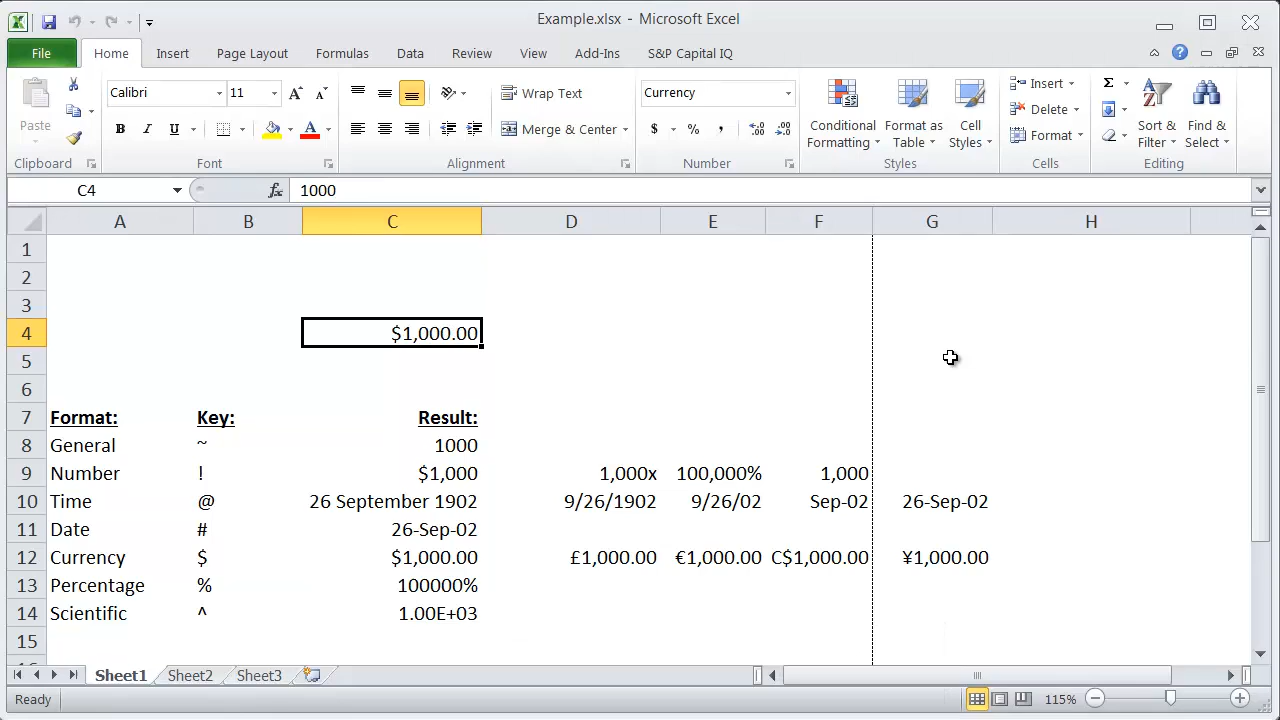 Example.xlsx - Microsoft Excel
File Home Insert Page Layout Formulas Data Review View Add-Ins S&P Capital IQ
Paste
Calibri 11
Wrap Text
Currency
Conditional Formatting
Format as Table
Cell Styles
Insert
Delete
Format
Sort & Filter
Find & Select
B I U A
Merge & Center
$ % ,
Clipboard Font Alignment Number Styles Cells Editing
C4 fx 1000
A B C D E F G H
1
2
3
4 $1,000.00
5
6
7 Format: Key: Result:
8 General ~ 1000
9 Number ! $1,000 1,000x 100,000% 1,000
10 Time @ 26 September 1902 9/26/1902 9/26/02 Sep-02 26-Sep-02
11 Date # 26-Sep-02
12 Currency $ $1,000.00 £1,000.00 €1,000.00 C$1,000.00 ¥1,000.00
13 Percentage % 100000%
14 Scientific ^ 1.00E+03
15
Sheet1 Sheet2 Sheet3
Ready 115%